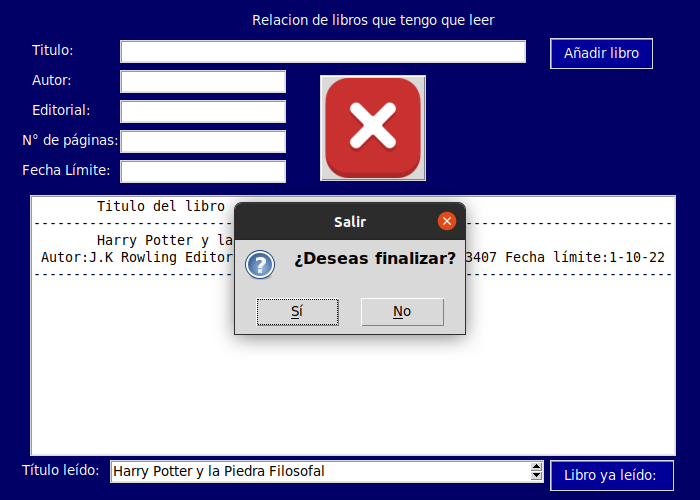 Relacion de libros que tengo que leer
Titulo:
Añadir libro
Autor:
Editorial:
N° de páginas:
Fecha Límite:
Titulo del libro
Salir
Harry Potter y la
¿Deseas finalizar?
Autor:J.K Rowling Editor 3407 Fecha límite:1-10-22
Sí No
Título leído: Harry Potter y la Piedra Filosofal Libro ya leído: